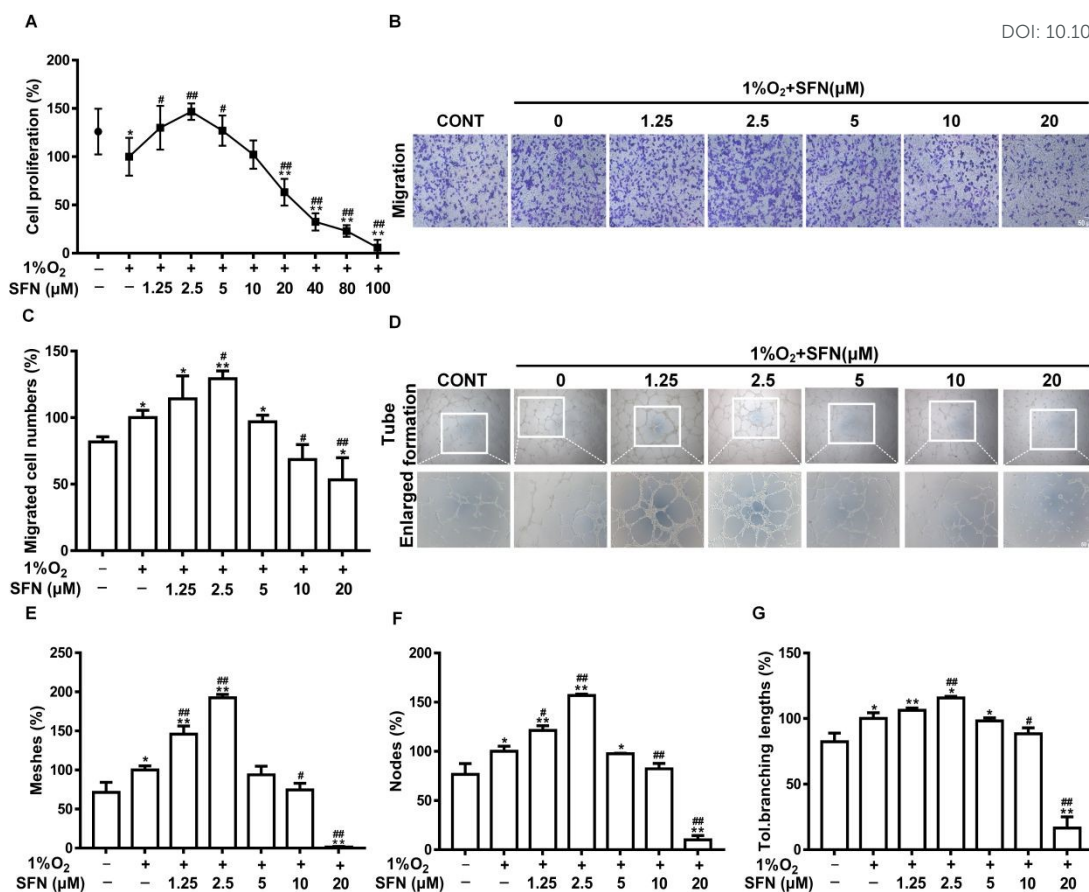 DOI: 10.10
A
Cell proliferation (%)
200
150
100
50
0
* # ## # ## ** ## ** ## ** ## **
1%O₂ – + + + + + + + + +
SFN (μM) – – 1.25 2.5 5 10 20 40 80 100
B
1%O₂+SFN(μM)
CONT 0 1.25 2.5 5 10 20
Migration
C
Migrated cell numbers (%)
150
100
50
0
* * # ** * # ## *
1%O₂ – + + + + + +
SFN (μM) – – 1.25 2.5 5 10 20
D
1%O₂+SFN(μM)
CONT 0 1.25 2.5 5 10 20
Tube
formation
Enlarged
E
Meshes (%)
250
200
150
100
50
0
* ## ** ## ** # ## **
1%O₂ – + + + + + +
SFN (μM) – – 1.25 2.5 5 10 20
F
Nodes (%)
200
150
100
50
0
* # ** ## ** * ## ## **
1%O₂ – + + + + + +
SFN (μM) – – 1.25 2.5 5 10 20
G
Tol.branching lengths (%)
150
100
50
0
* ** ## * * # ## **
1%O₂ – + + + + + +
SFN (μM) – – 1.25 2.5 5 10 20